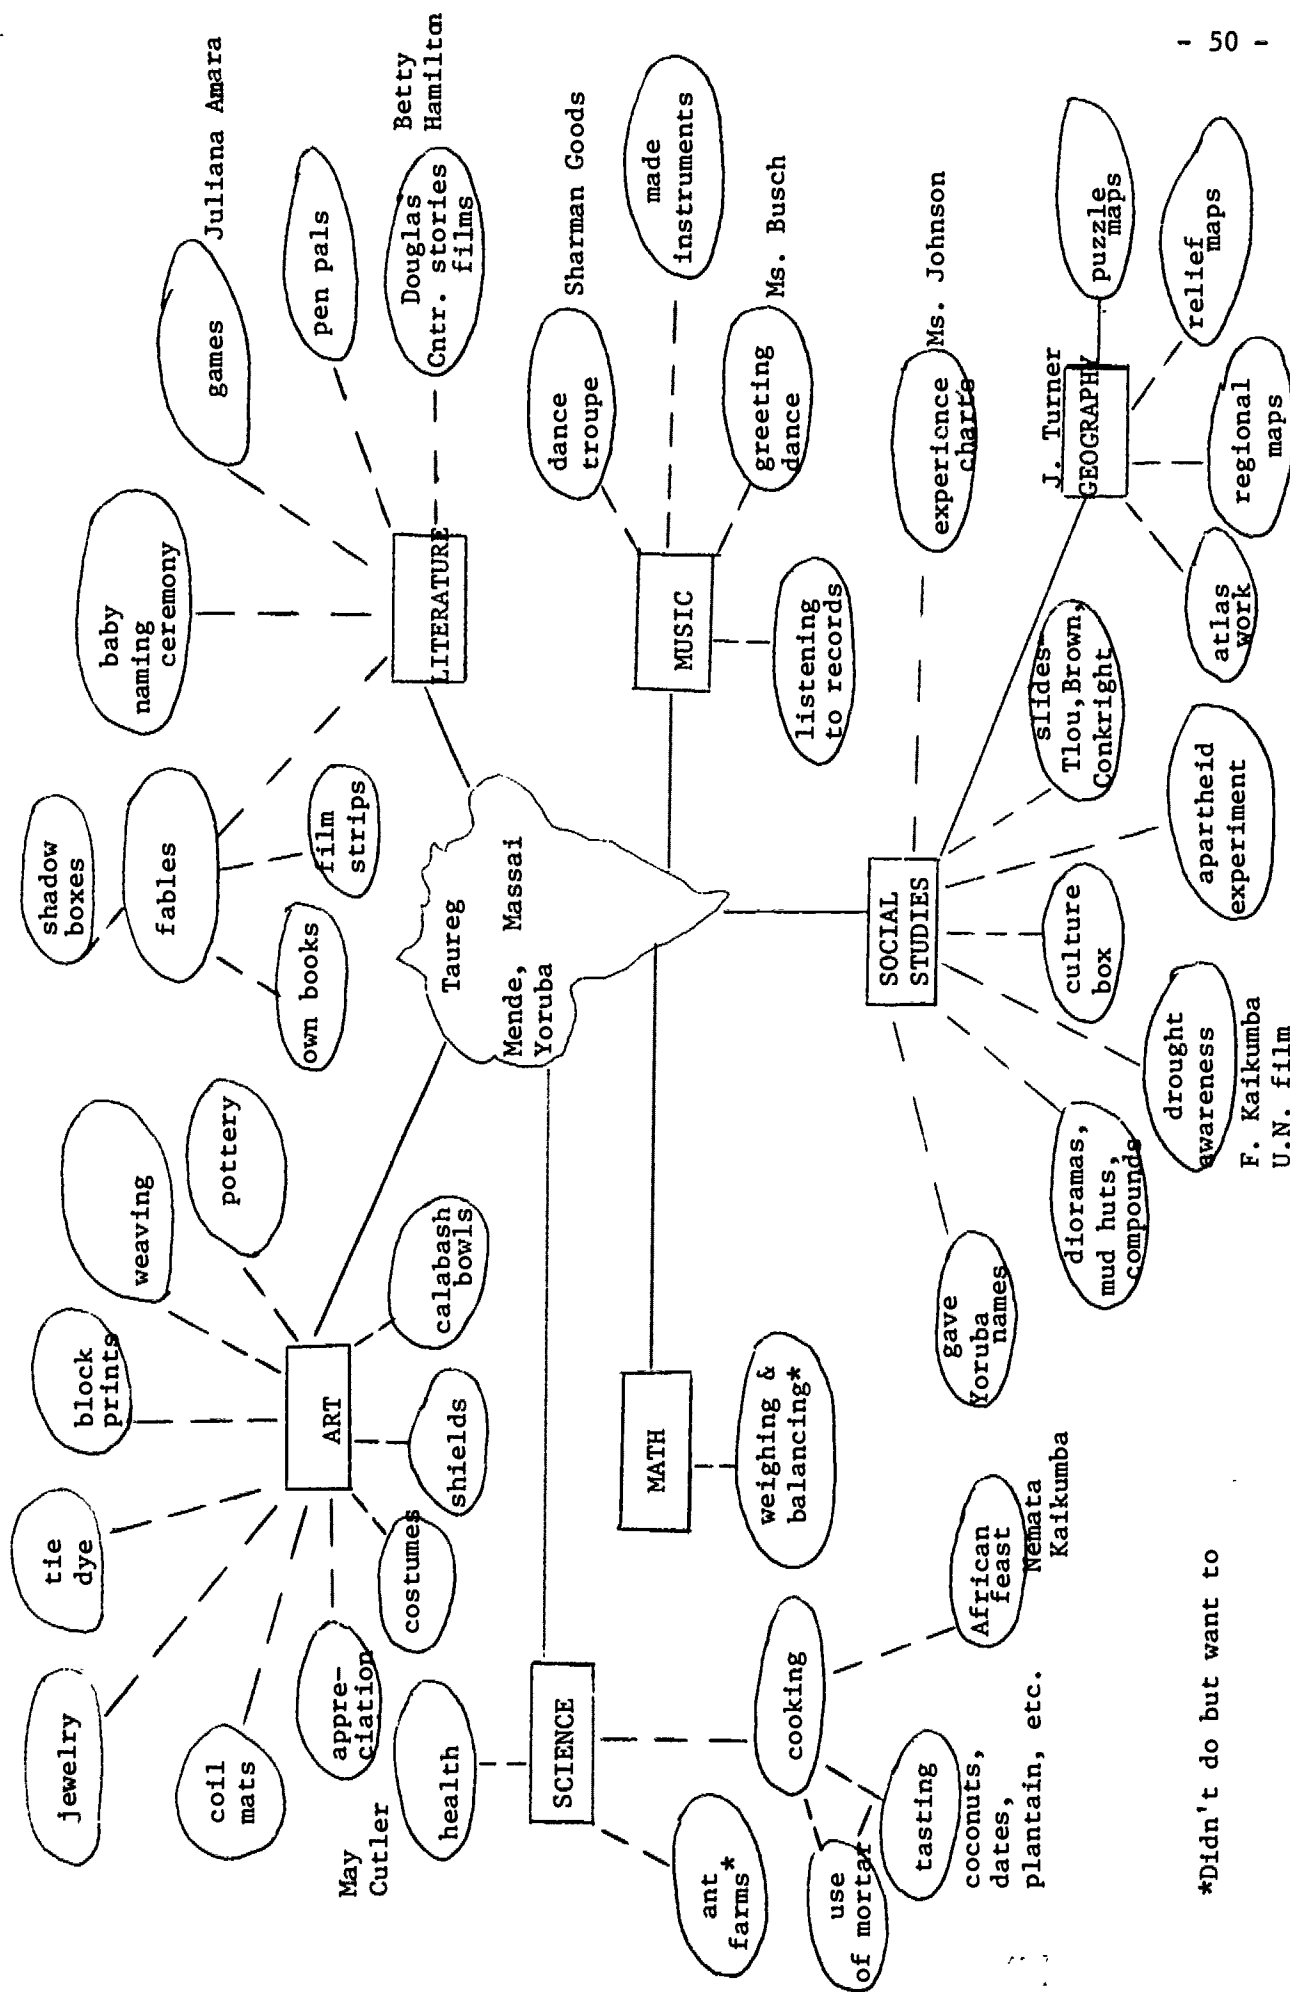 - 50 -
jewelry
tie
dye
block
prints
weaving
pottery
coil
mats
appre-
ciation
May
Cutler
costumes
shields
calabash
bowls
ART
shadow
boxes
fables
own books
film
strips
baby
naming
ceremony
games
Juliana Amara
pen pals
Douglas
Cntr. stories
films
Betty
Hamilton
LITERATURE
Taureg
Mende, Massai
Yoruba
health
SCIENCE
ant
farms*
cooking
use
of mortar
tasting
coconuts,
dates,
plantain, etc.
African
feast
Nemata
Kaikumba
MATH
weighing &
balancing*
MUSIC
dance
troupe
Sharman Goods
made
instruments
greeting
dance
Ms. Busch
listening
to records
SOCIAL
STUDIES
gave
Yoruba
names
dioramas,
mud huts,
compounds
drought
awareness
F. Kaikumba
U.N. film
culture
box
apartheid
experiment
slides
Tlou,Brown,
Conkright
experience
charts
Ms. Johnson
J. Turner
GEOGRAPHY
atlas
work
regional
maps
relief
maps
puzzle
maps
*Didn't do but want to